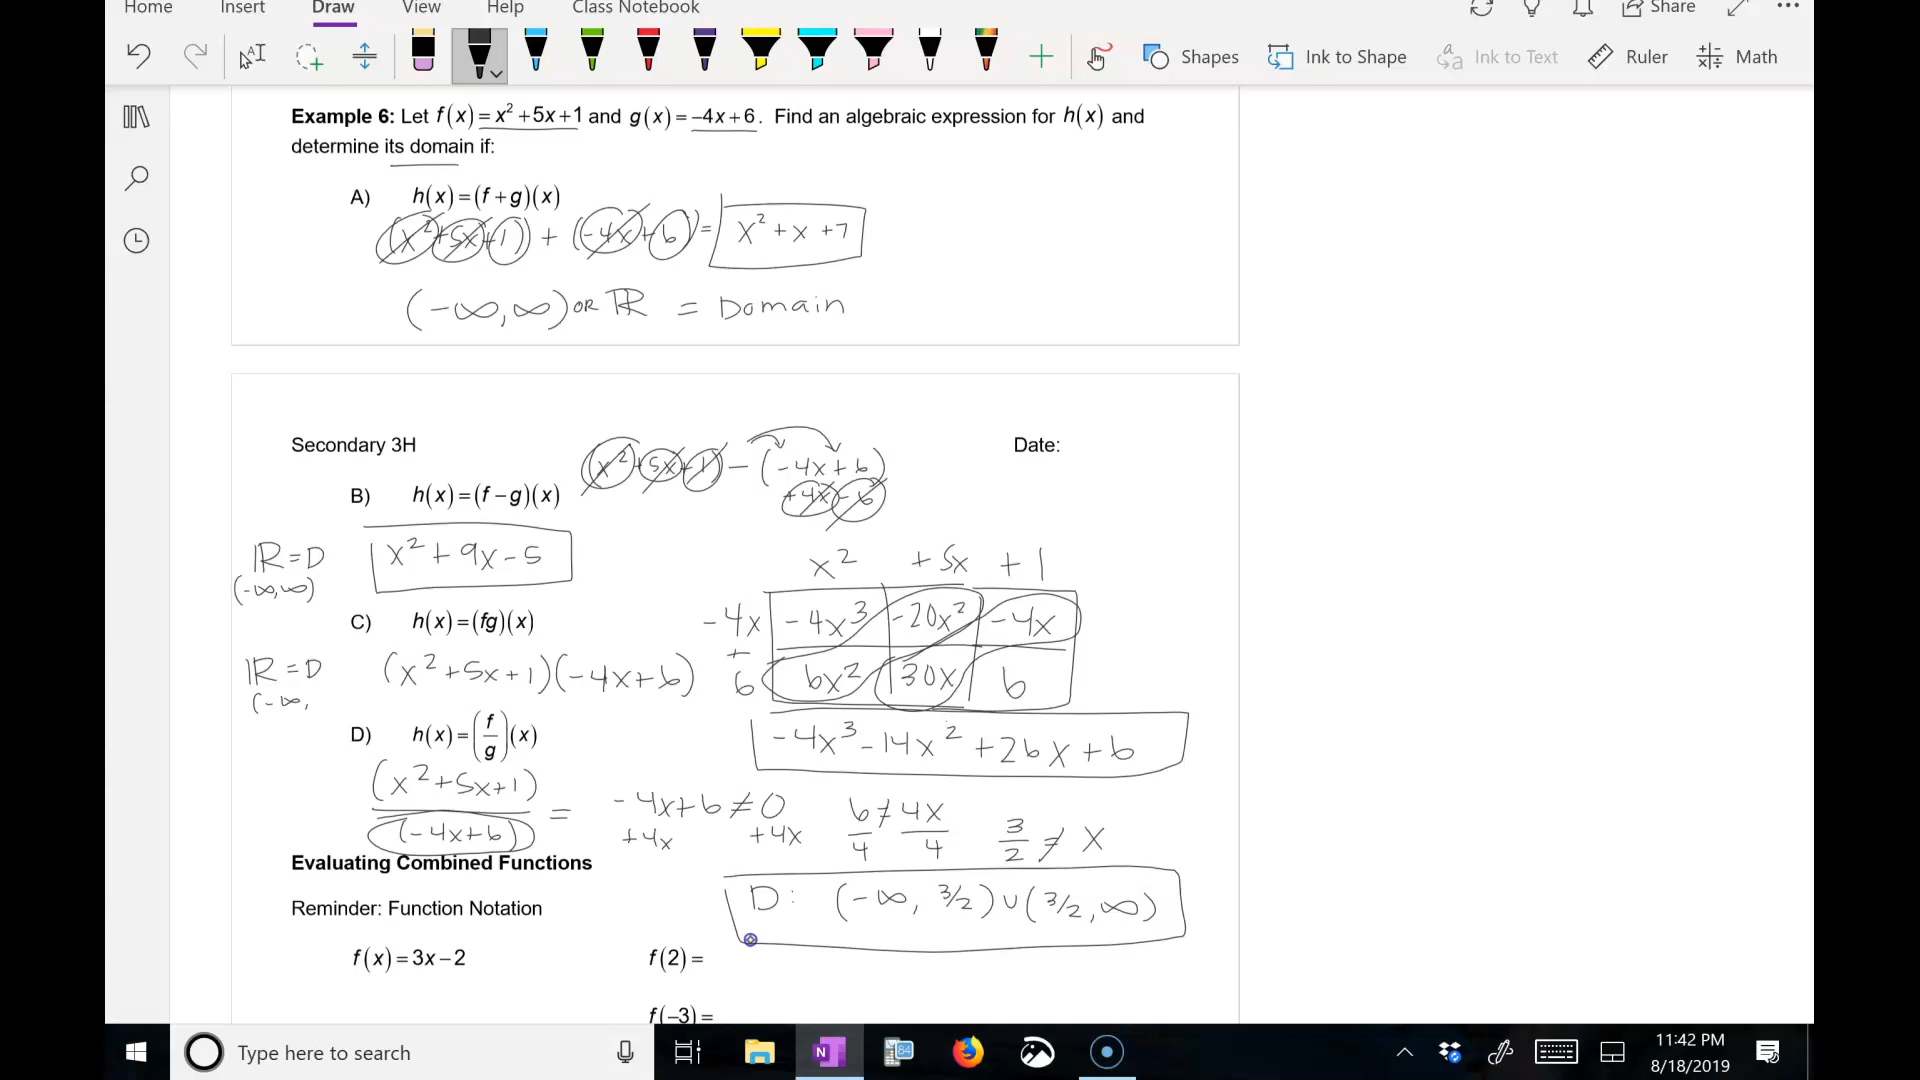 Home Insert Draw View Help Class Notebook Share
Shapes Ink to Shape Ink to Text Ruler Math
Example 6: Let f(x) = x² + 5x + 1 and g(x) = −4x + 6. Find an algebraic expression for h(x) and
determine its domain if:
A) h(x) = (f + g)(x)
(x² + 5x + 1) + (-4x + 6) = x² + x + 7
(-∞, ∞) OR ℝ = Domain
Secondary 3H Date:
(x² + 5x + 1) − (-4x + 6)
+4x - 6
B) h(x) = (f − g)(x)
ℝ = D x² + 9x - 5
(-∞, ∞)
x² + 5x + 1
C) h(x) = (fg)(x)
-4x -4x³ -20x² -4x
ℝ = D (x² + 5x + 1)(-4x + 6)
(-∞,
+ 6 6x² 30x 6
D) h(x) = (f/g)(x)
-4x³ - 14x² + 26x + 6
(x² + 5x + 1)
(-4x + 6)
=
-4x + 6 ≠ 0 6 ≠ 4x
+4x +4x 4 4 3/2 ≠ X
Evaluating Combined Functions
D: (-∞, 3/2) ∪ (3/2, ∞)
Reminder: Function Notation
f(x) = 3x − 2 f(2) =
f(−3) =
Type here to search
84
N
11:42 PM
8/18/2019